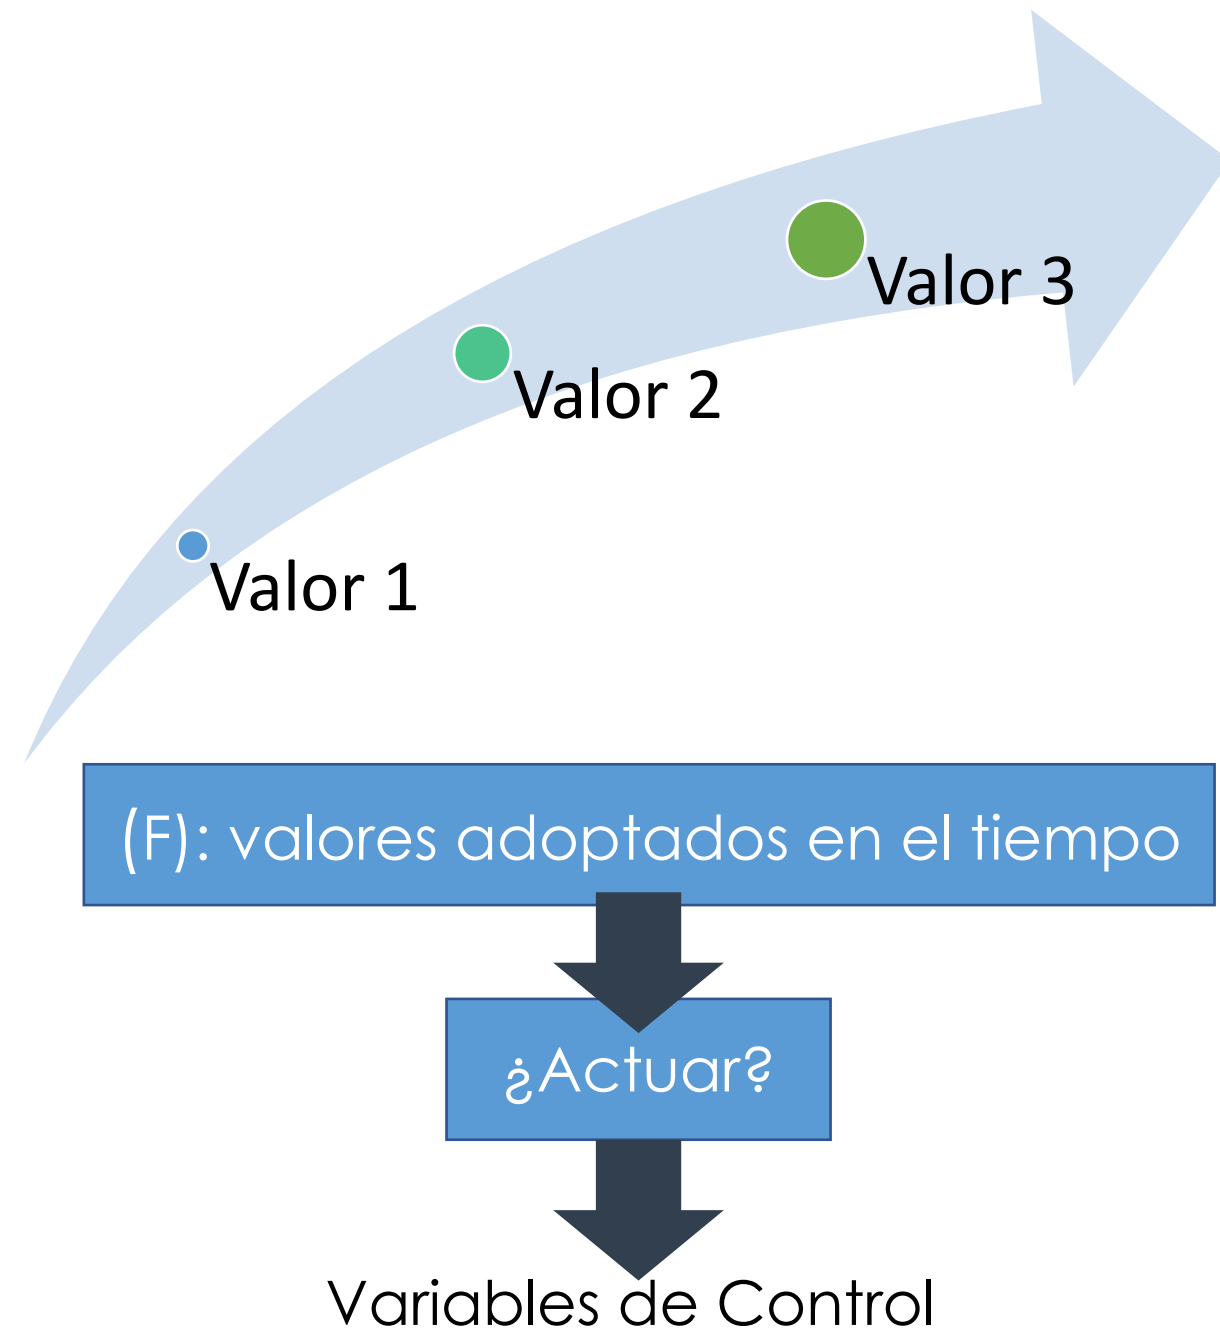 Valor 3
Valor 2
Valor 1
(F): valores adoptados en el tiempo
¿Actuar?
Variables de Control